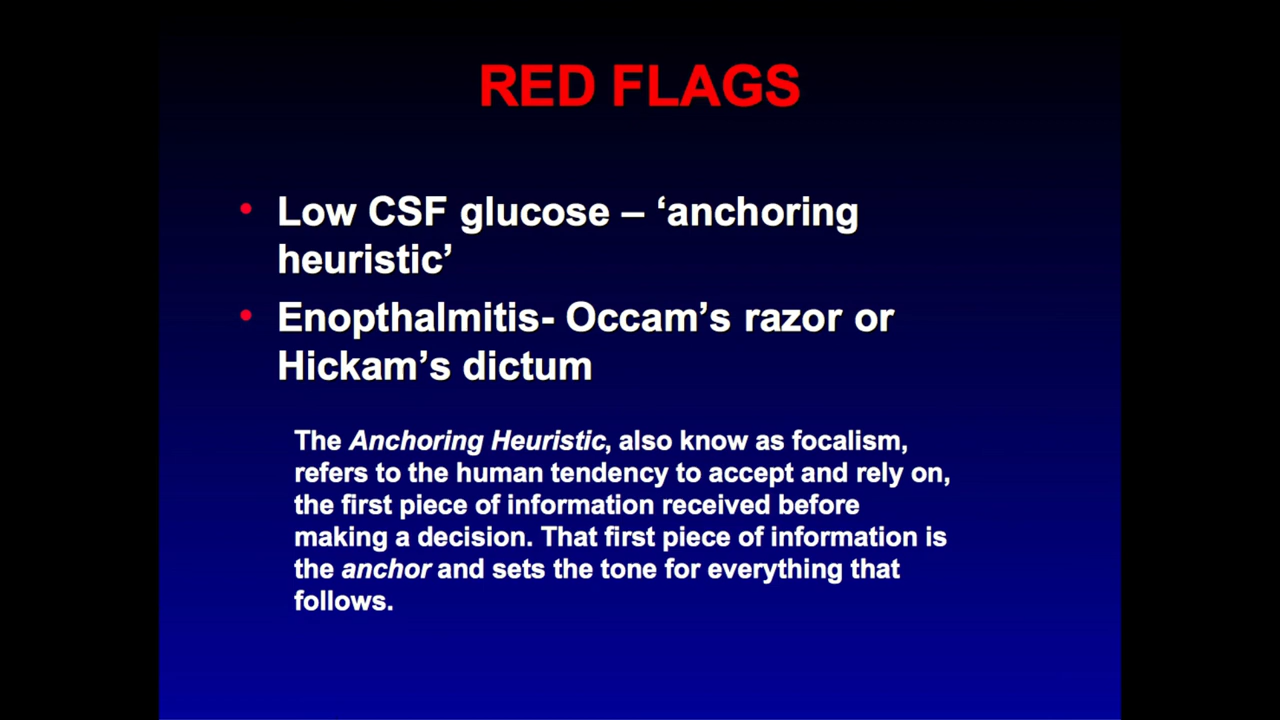 RED FLAGS
• Low CSF glucose – ‘anchoring
heuristic’
• Enopthalmitis- Occam’s razor or
Hickam’s dictum
The Anchoring Heuristic, also know as focalism,
refers to the human tendency to accept and rely on,
the first piece of information received before
making a decision. That first piece of information is
the anchor and sets the tone for everything that
follows.